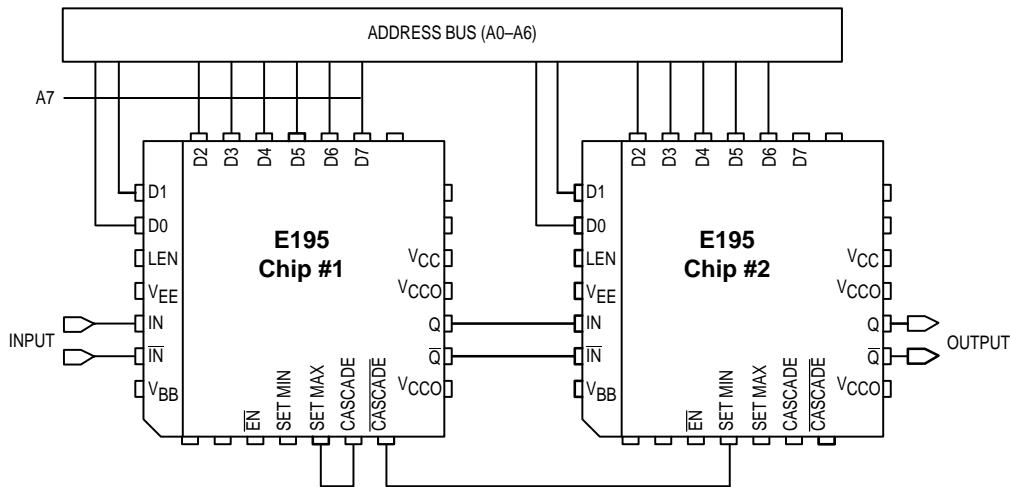 ADDRESS BUS (A0–A6)
A7
D2 D3 D4 D5 D6 D7
D1
D0
LEN
VEE
IN
IN
VBB
E195
Chip #1
VCC
VCCO
Q
Q
VCCO
EN SET MIN SET MAX CASCADE CASCADE
INPUT
D2 D3 D4 D5 D6 D7
D1
D0
LEN
VEE
IN
IN
VBB
E195
Chip #2
VCC
VCCO
Q
Q
VCCO
EN SET MIN SET MAX CASCADE CASCADE
OUTPUT